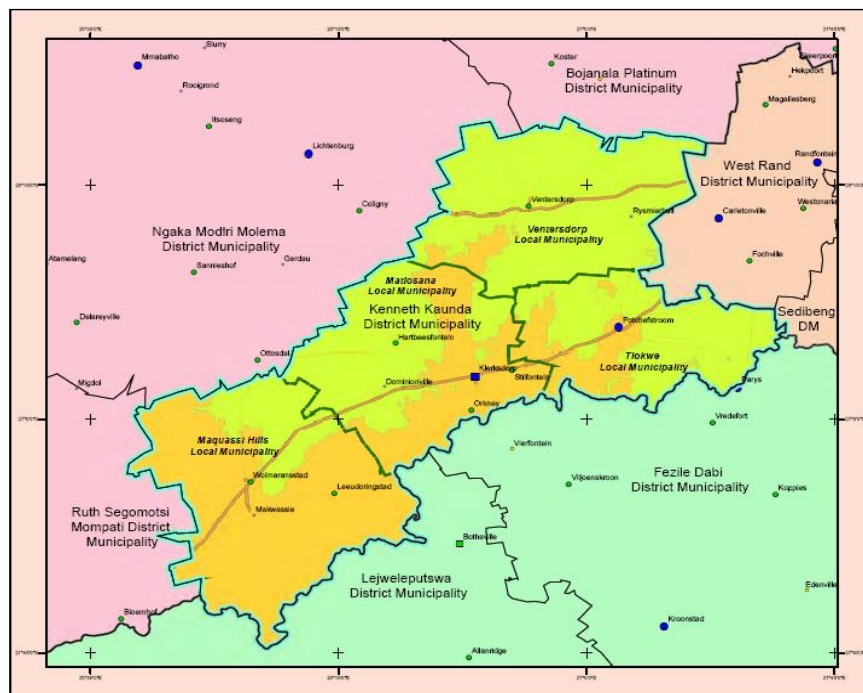 Slurry
Mmabatho
Koster
Bojanala Platinum
District Municipality
Hekpoort
Rooigrond
Magaliesberg
Itsoseng
Lichtenburg
Randfontein
West Rand
District Municipality
Coligny
Ventersdorp
Westonaria
Carletonville
Ngaka Modiri Molema
District Municipality
Ventersdorp
Local Municipality
Atamelang
Gerdau
Sannieshof
Fochville
Matlosana
Local Municipality
Kenneth Kaunda
District Municipality
Sedibeng
DM
Delareyville
Potchefstroom
Hartbeesfontein
Tlokwe
Local Municipality
Ottosdal
Klerksdorp
Stilfontein
Migdol
Dominionville
Parys
Orkney
Vredefort
Maquassi Hills
Local Municipality
Vierfontein
Fezile Dabi
District Municipality
Wolmaransstad
Leeudoringstad
Viljoenskroon
Koppies
Makwassie
Ruth Segomotsi
Mompati District
Municipality
Bothaville
Lejweleputswa
District Municipality
Edenville
Bloemhof
Kroonstad
Allanridge